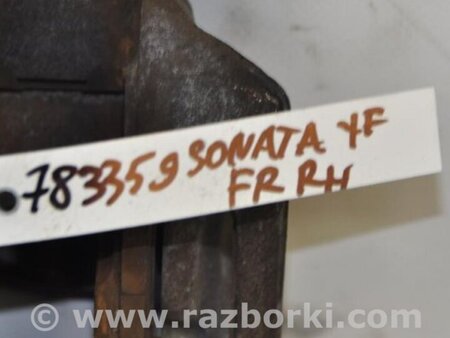 783359 SONATA YF
FR RH
© www.razborki.com